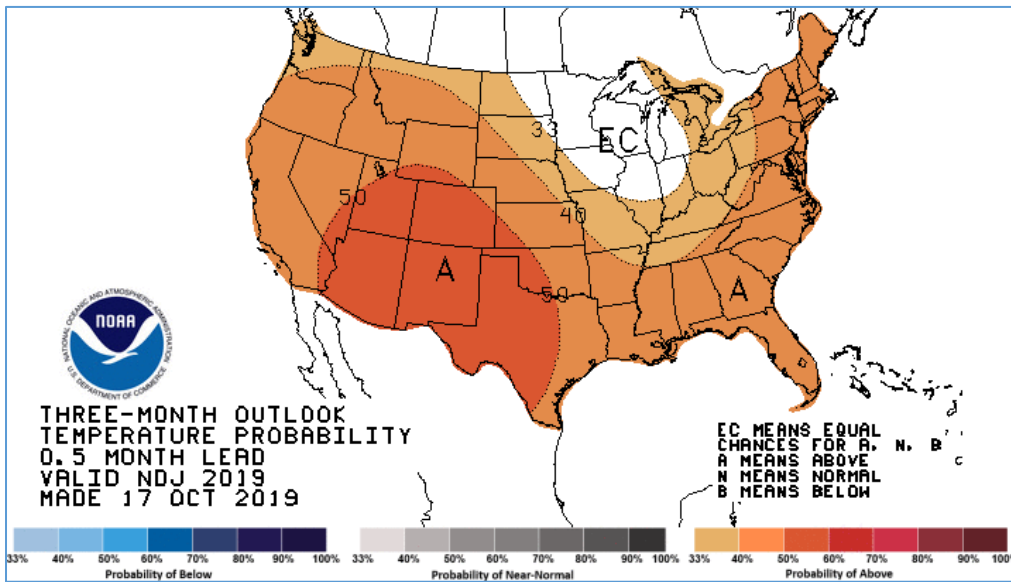 33
EC
A
50
40
A
50
A
NATIONAL OCEANIC AND ATMOSPHERIC ADMINISTRATION
NOAA
U.S. DEPARTMENT OF COMMERCE
THREE-MONTH OUTLOOK
TEMPERATURE PROBABILITY
0.5 MONTH LEAD
VALID NDJ 2019
MADE 17 OCT 2019
EC MEANS EQUAL
CHANCES FOR A, N, B
A MEANS ABOVE
N MEANS NORMAL
B MEANS BELOW
33% 40% 50% 60% 70% 80% 90% 100%
Probability of Below
33% 40% 50% 60% 70% 80% 90% 100%
Probability of Near-Normal
33% 40% 50% 60% 70% 80% 90% 100%
Probability of Above